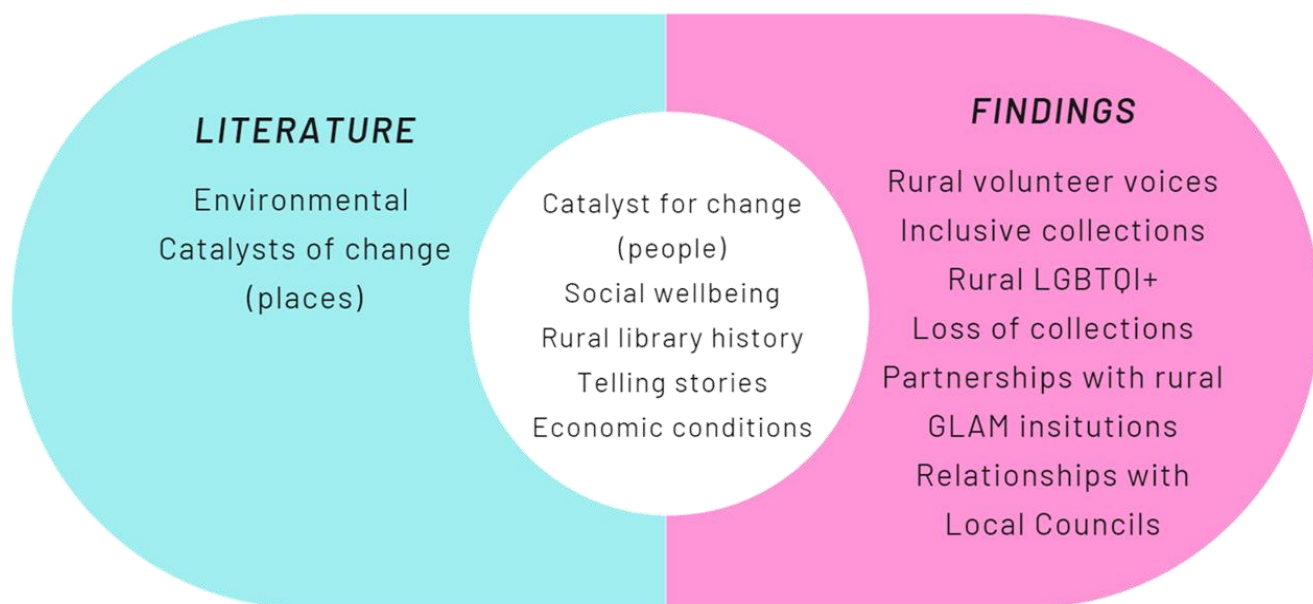 LITERATURE
Environmental
Catalysts of change
(places)
Catalyst for change
(people)
Social wellbeing
Rural library history
Telling stories
Economic conditions
FINDINGS
Rural volunteer voices
Inclusive collections
Rural LGBTQI+
Loss of collections
Partnerships with rural
GLAM insitutions
Relationships with
Local Councils